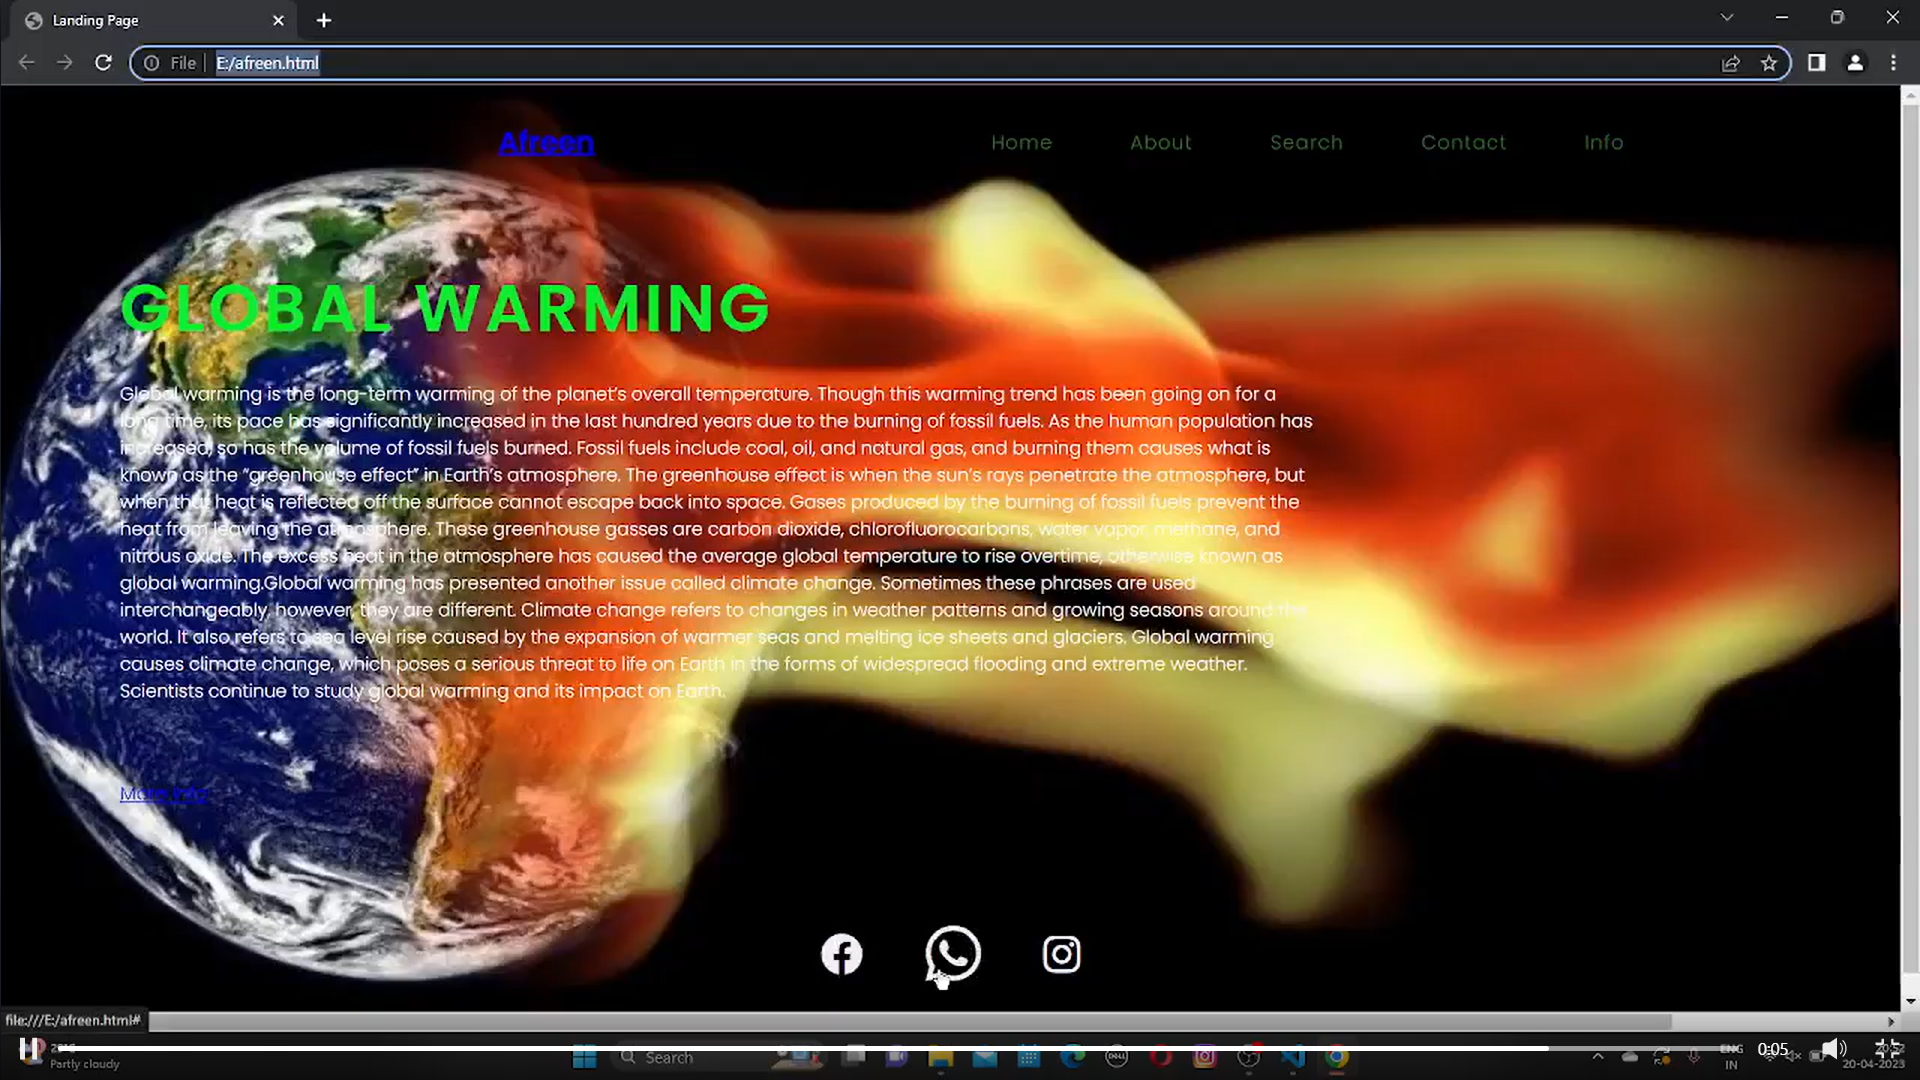 Landing Page
File
E:/afreen.html
Afreen
Home About Search Contact Info
GLOBAL WARMING
Global warming is the long-term warming of the planet’s overall temperature. Though this warming trend has been going on for a
long time, its pace has significantly increased in the last hundred years due to the burning of fossil fuels. As the human population has
increased, so has the volume of fossil fuels burned. Fossil fuels include coal, oil, and natural gas, and burning them causes what is
known as the “greenhouse effect” in Earth’s atmosphere. The greenhouse effect is when the sun’s rays penetrate the atmosphere, but
when that heat is reflected off the surface cannot escape back into space. Gases produced by the burning of fossil fuels prevent the
heat from leaving the atmosphere. These greenhouse gasses are carbon dioxide, chlorofluorocarbons, water vapor, methane, and
nitrous oxide. The excess heat in the atmosphere has caused the average global temperature to rise overtime, otherwise known as
global warming.Global warming has presented another issue called climate change. Sometimes these phrases are used
interchangeably, however, they are different. Climate change refers to changes in weather patterns and growing seasons around the
world. It also refers to sea level rise caused by the expansion of warmer seas and melting ice sheets and glaciers. Global warming
causes climate change, which poses a serious threat to life on Earth in the forms of widespread flooding and extreme weather.
Scientists continue to study global warming and its impact on Earth.
More Info
file:///E:/afreen.html#
Partly cloudy
Search
DELL
ENG
IN
0:05
20-04-2023